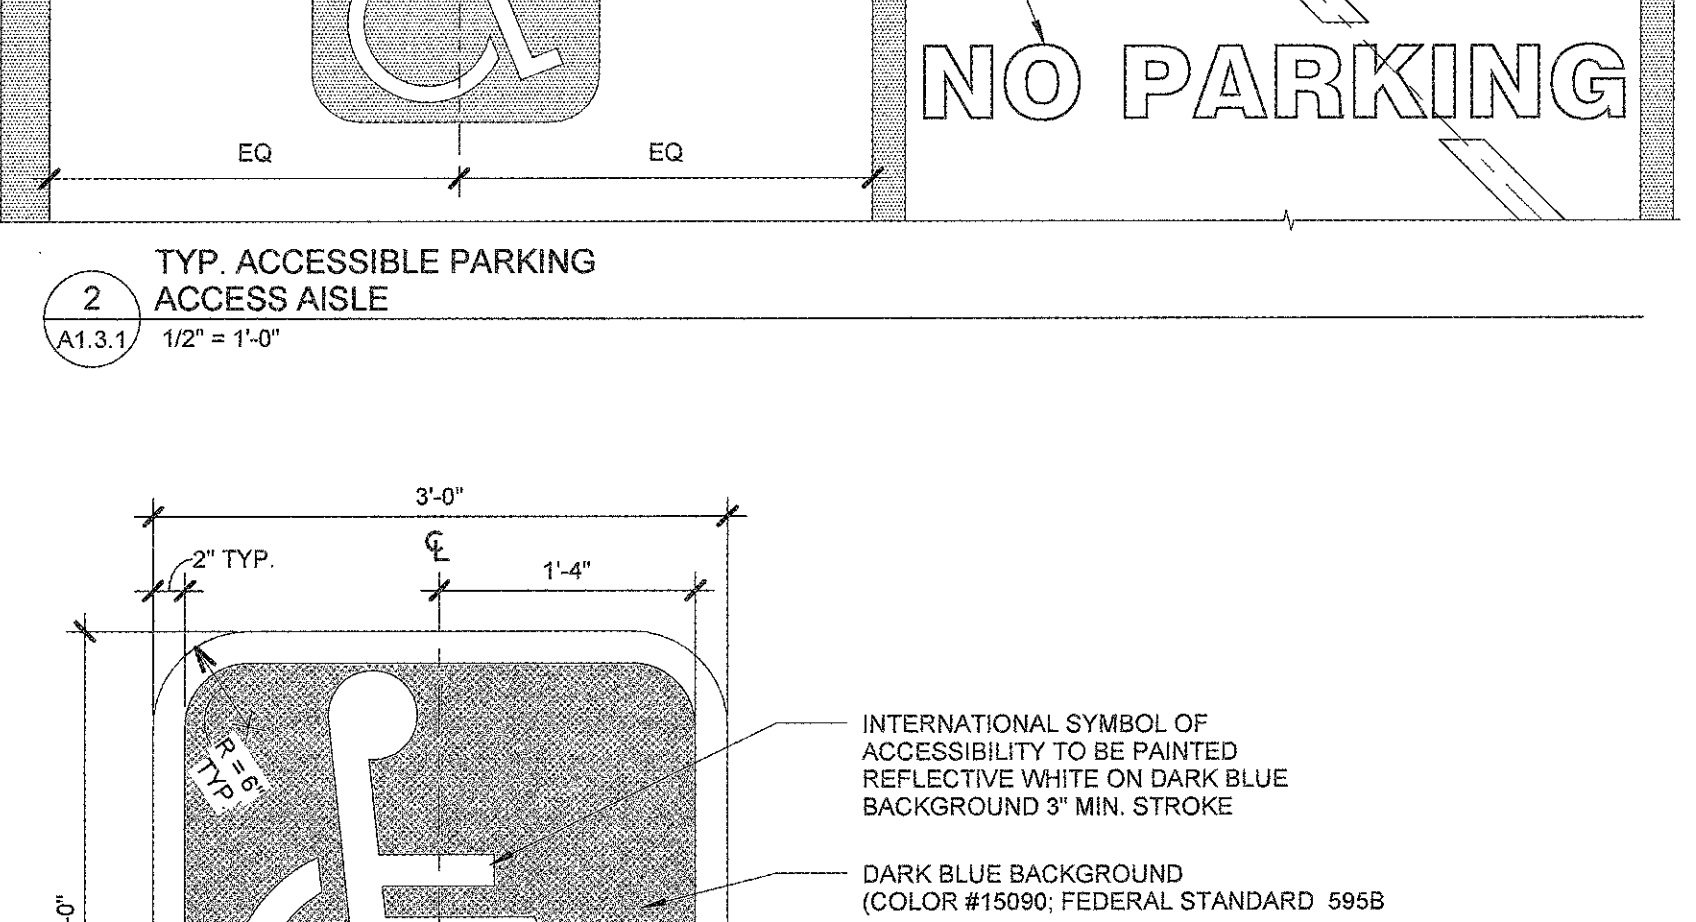 NO PARKING
EQ
EQ
TYP. ACCESSIBLE PARKING
ACCESS AISLE
2
A1.3.1
1/2" = 1'-0"
3'-0"
℄
2" TYP.
1'-4"
R = 6"
TYP.
INTERNATIONAL SYMBOL OF
ACCESSIBILITY TO BE PAINTED
REFLECTIVE WHITE ON DARK BLUE
BACKGROUND 3" MIN. STROKE
DARK BLUE BACKGROUND
(COLOR #15090; FEDERAL STANDARD 595B
-0"